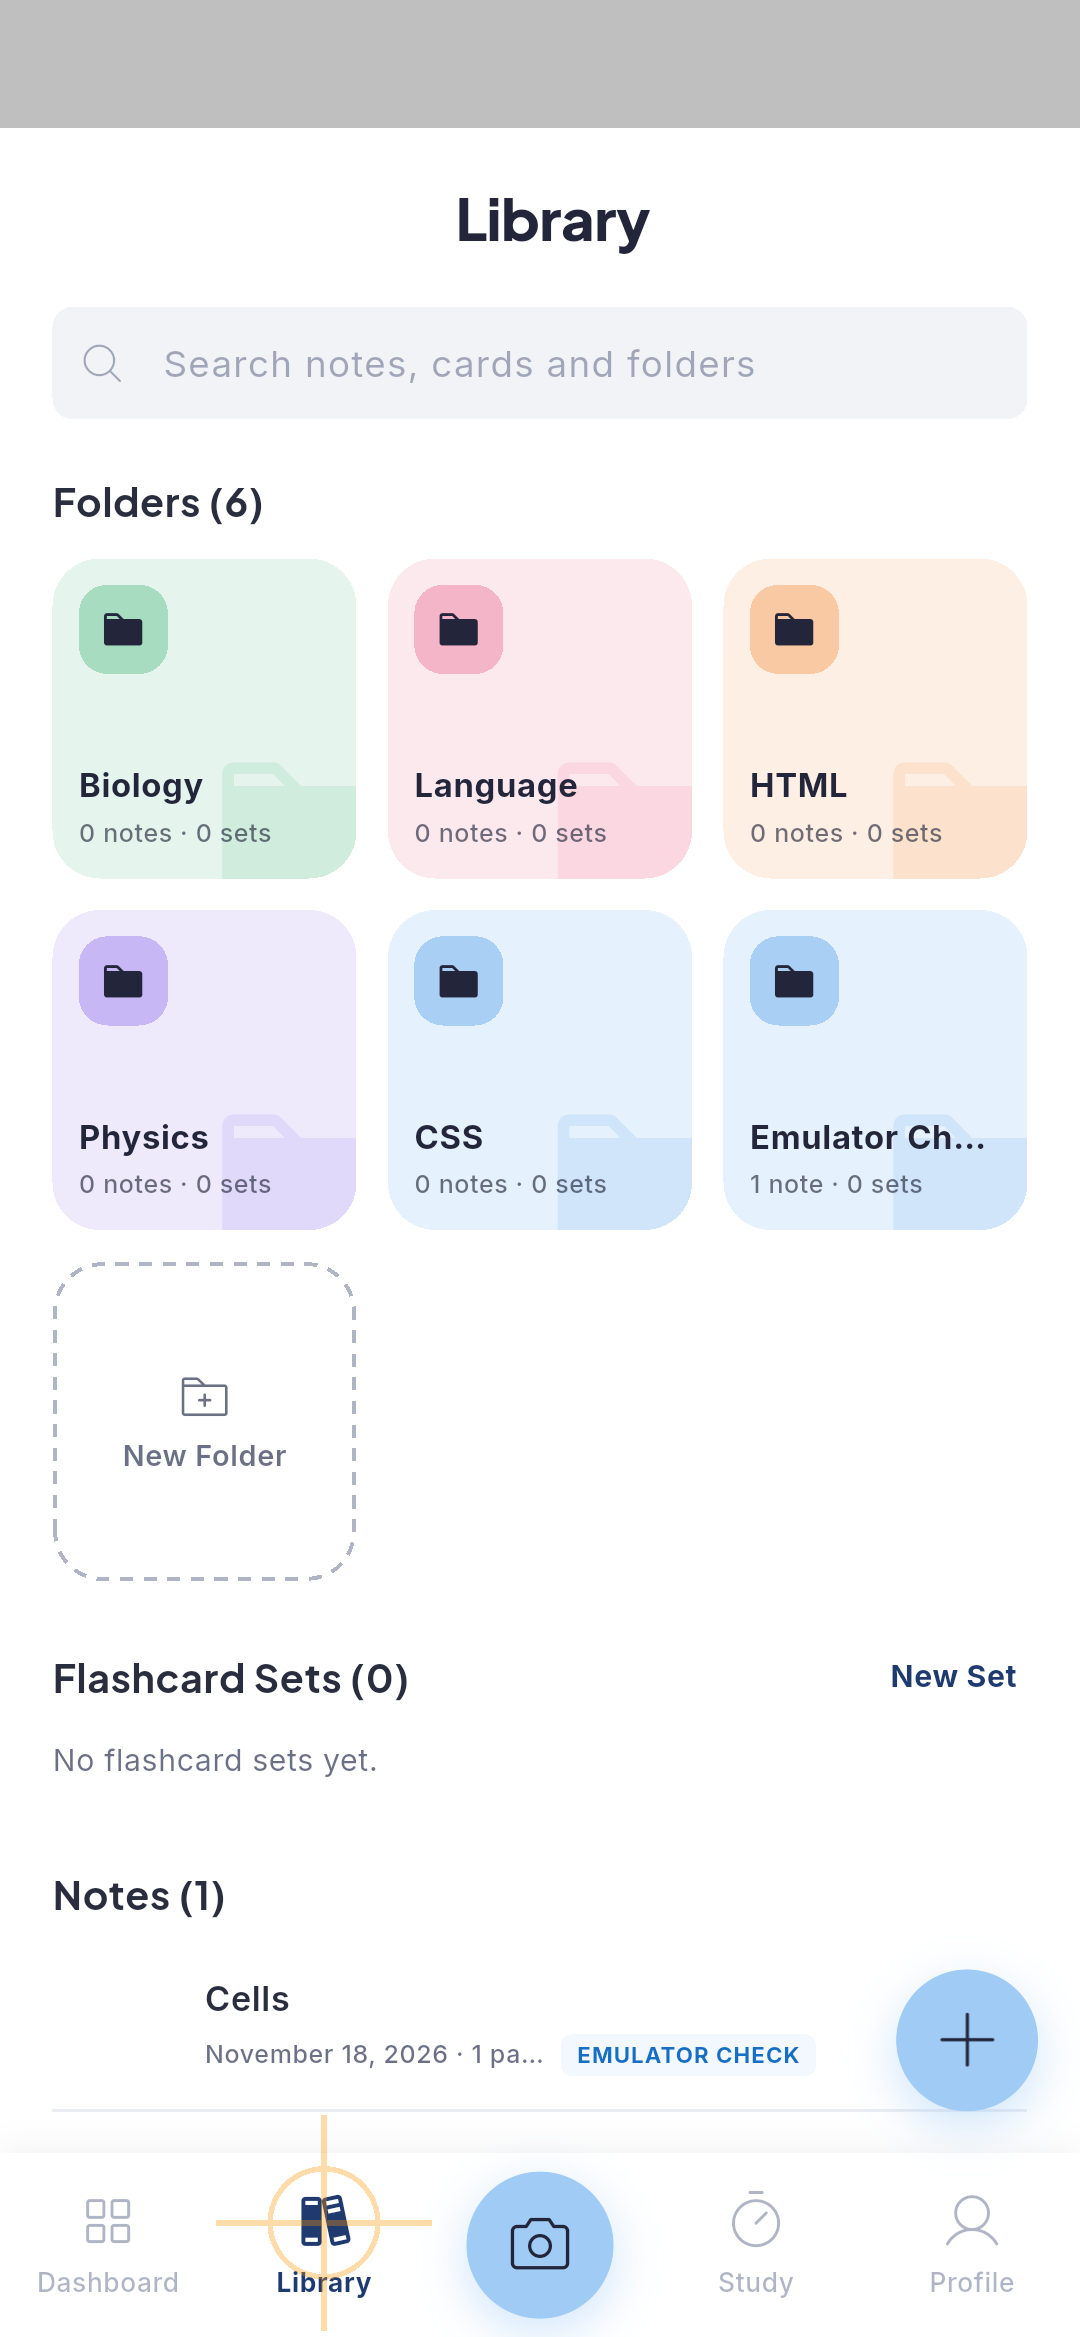 Library
Search notes, cards and folders
Folders (6)
Biology
0 notes · 0 sets
Language
0 notes · 0 sets
HTML
0 notes · 0 sets
Physics
0 notes · 0 sets
CSS
0 notes · 0 sets
Emulator Ch...
1 note · 0 sets
New Folder
Flashcard Sets (0)
New Set
No flashcard sets yet.
Notes (1)
Cells
November 18, 2026 · 1 pa...
EMULATOR CHECK
Dashboard
Library
Study
Profile